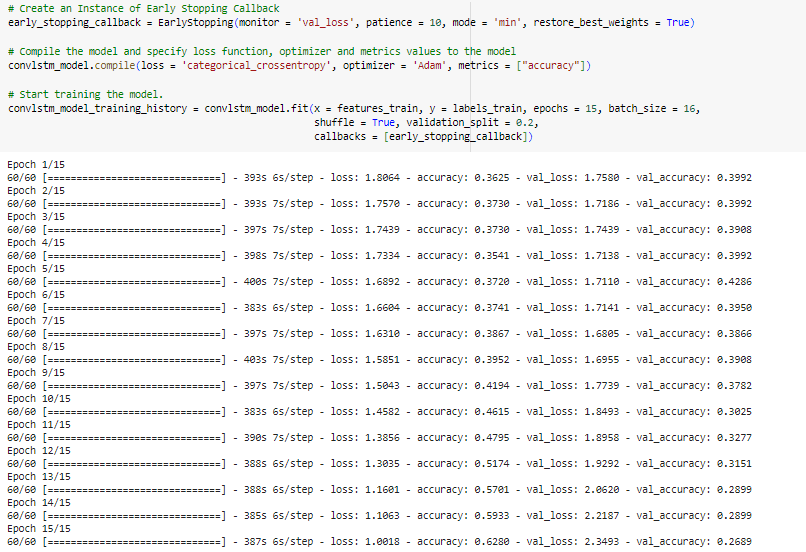 # Create an Instance of Early Stopping Callback
early_stopping_callback = EarlyStopping(monitor = 'val_loss', patience = 10, mode = 'min', restore_best_weights = True)
# Compile the model and specify loss function, optimizer and metrics values to the model
convlstm_model.compile(loss = 'categorical_crossentropy', optimizer = 'Adam', metrics = ["accuracy"])
# Start training the model.
convlstm_model_training_history = convlstm_model.fit(x = features_train, y = labels_train, epochs = 15, batch_size = 16,
shuffle = True, validation_split = 0.2,
callbacks = [early_stopping_callback])
Epoch 1/15
60/60 [==============================] - 393s 6s/step - loss: 1.8064 - accuracy: 0.3625 - val_loss: 1.7580 - val_accuracy: 0.3992
Epoch 2/15
60/60 [==============================] - 393s 7s/step - loss: 1.7570 - accuracy: 0.3730 - val_loss: 1.7186 - val_accuracy: 0.3992
Epoch 3/15
60/60 [==============================] - 397s 7s/step - loss: 1.7439 - accuracy: 0.3730 - val_loss: 1.7439 - val_accuracy: 0.3908
Epoch 4/15
60/60 [==============================] - 398s 7s/step - loss: 1.7334 - accuracy: 0.3541 - val_loss: 1.7138 - val_accuracy: 0.3992
Epoch 5/15
60/60 [==============================] - 400s 7s/step - loss: 1.6892 - accuracy: 0.3720 - val_loss: 1.7110 - val_accuracy: 0.4286
Epoch 6/15
60/60 [==============================] - 383s 6s/step - loss: 1.6604 - accuracy: 0.3741 - val_loss: 1.7141 - val_accuracy: 0.3950
Epoch 7/15
60/60 [==============================] - 397s 7s/step - loss: 1.6310 - accuracy: 0.3867 - val_loss: 1.6805 - val_accuracy: 0.3866
Epoch 8/15
60/60 [==============================] - 403s 7s/step - loss: 1.5851 - accuracy: 0.3952 - val_loss: 1.6955 - val_accuracy: 0.3908
Epoch 9/15
60/60 [==============================] - 397s 7s/step - loss: 1.5043 - accuracy: 0.4194 - val_loss: 1.7739 - val_accuracy: 0.3782
Epoch 10/15
60/60 [==============================] - 383s 6s/step - loss: 1.4582 - accuracy: 0.4615 - val_loss: 1.8493 - val_accuracy: 0.3025
Epoch 11/15
60/60 [==============================] - 390s 7s/step - loss: 1.3856 - accuracy: 0.4795 - val_loss: 1.8958 - val_accuracy: 0.3277
Epoch 12/15
60/60 [==============================] - 388s 6s/step - loss: 1.3035 - accuracy: 0.5174 - val_loss: 1.9292 - val_accuracy: 0.3151
Epoch 13/15
60/60 [==============================] - 388s 6s/step - loss: 1.1601 - accuracy: 0.5701 - val_loss: 2.0620 - val_accuracy: 0.2899
Epoch 14/15
60/60 [==============================] - 385s 6s/step - loss: 1.1063 - accuracy: 0.5933 - val_loss: 2.2187 - val_accuracy: 0.2899
Epoch 15/15
60/60 [==============================] - 387s 6s/step - loss: 1.0018 - accuracy: 0.6280 - val_loss: 2.3493 - val_accuracy: 0.2689